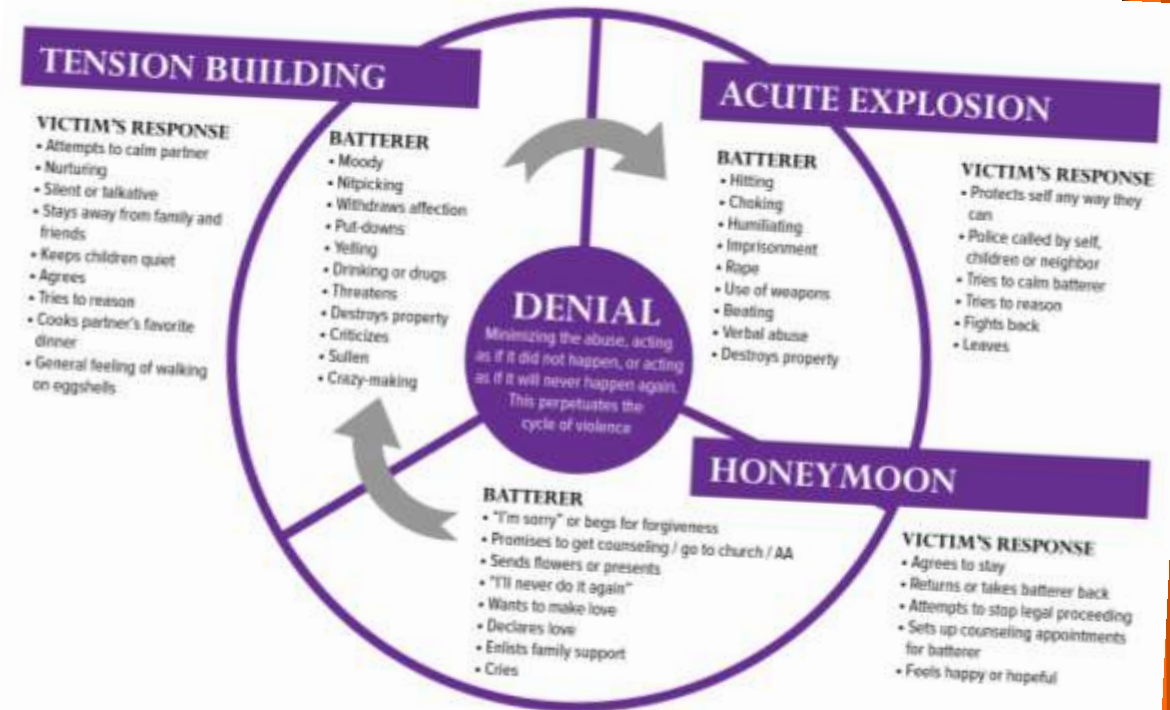 TENSION BUILDING
VICTIM'S RESPONSE
• Attempts to calm partner
• Nurturing
• Silent or talkative
• Stays away from family and
friends
• Keeps children quiet
• Agrees
• Tries to reason
• Cooks partner's favorite
dinner
• General feeling of walking
on eggshells
BATTERER
• Moody
• Nitpicking
• Withdraws affection
• Put-downs
• Yelling
• Drinking or drugs
• Threatens
• Destroys property
• Criticizes
• Sullen
• Crazy-making
ACUTE EXPLOSION
BATTERER
• Hitting
• Choking
• Humiliating
• Imprisonment
• Rape
• Use of weapons
• Beating
• Verbal abuse
• Destroys property
VICTIM'S RESPONSE
• Protects self any way they
can
• Police called by self,
children or neighbor
• Tries to calm batterer
• Tries to reason
• Fights back
• Leaves
DENIAL
Minimizing the abuse, acting
as if it did not happen, or acting
as if it will never happen again.
This perpetuates the
cycle of violence
HONEYMOON
BATTERER
• "I'm sorry" or begs for forgiveness
• Promises to get counseling / go to church / AA
• Sends flowers or presents
• "I'll never do it again"
• Wants to make love
• Declares love
• Enlists family support
• Cries
VICTIM'S RESPONSE
• Agrees to stay
• Returns or takes batterer back
• Attempts to stop legal proceeding
• Sets up counseling appointments
for batterer
• Feels happy or hopeful